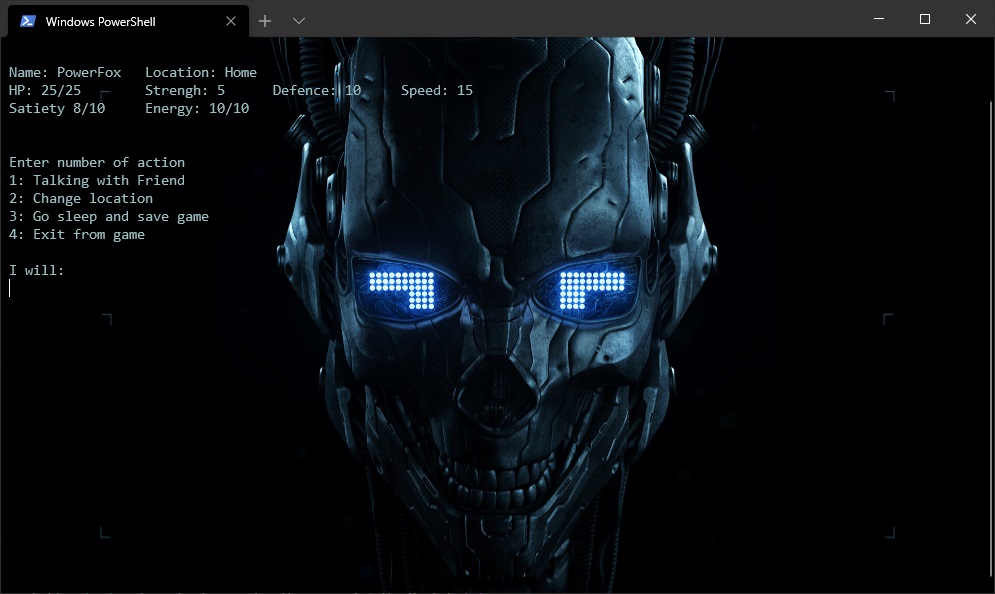 Windows PowerShell
Name: PowerFox Location: Home
HP: 25/25 Strengh: 5 Defence: 10 Speed: 15
Satiety 8/10 Energy: 10/10
Enter number of action
1: Talking with Friend
2: Change location
3: Go sleep and save game
4: Exit from game
I will: